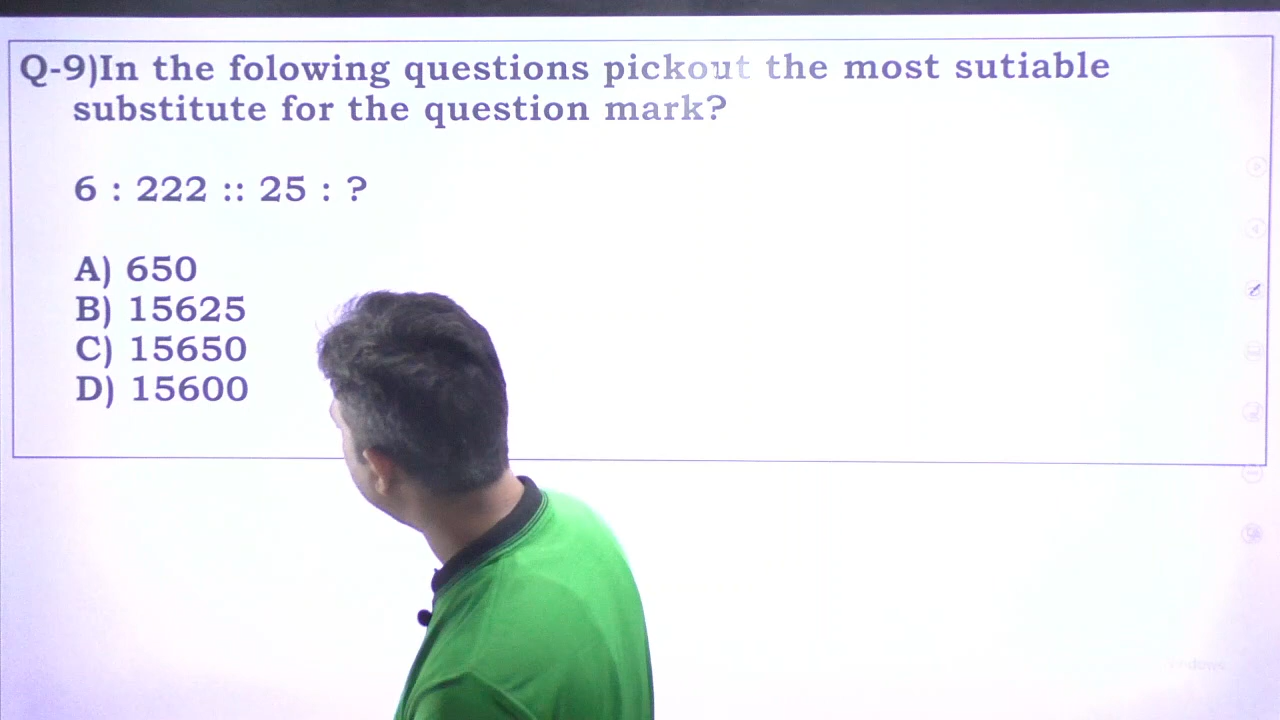 Q-9)In the folowing questions pickout the most sutiable
substitute for the question mark?
6 : 222 :: 25 : ?
A) 650
B) 15625
C) 15650
D) 15600